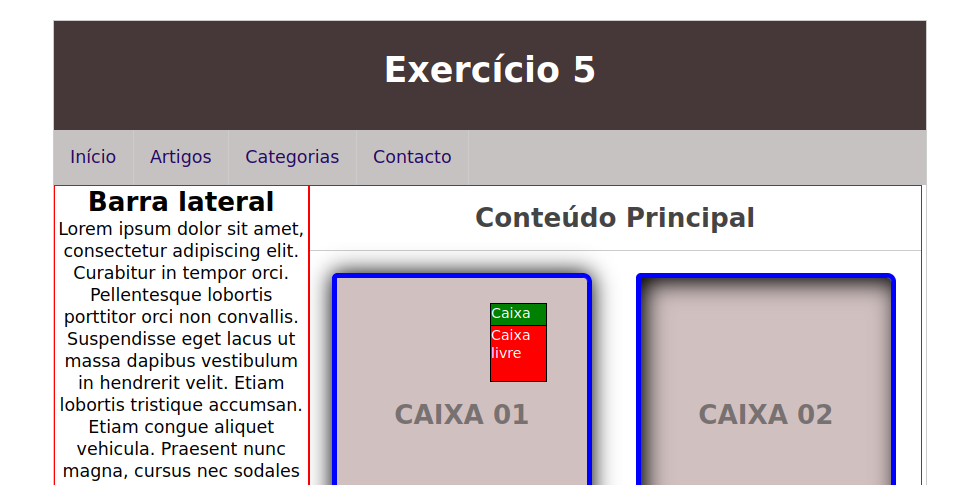 Exercício 5
Início
Artigos
Categorias
Contacto
Barra lateral
Lorem ipsum dolor sit amet,
consectetur adipiscing elit.
Curabitur in tempor orci.
Pellentesque lobortis
porttitor orci non convallis.
Suspendisse eget lacus ut
massa dapibus vestibulum
in hendrerit velit. Etiam
lobortis tristique accumsan.
Etiam congue aliquet
vehicula. Praesent nunc
magna, cursus nec sodales
Conteúdo Principal
Caixa
Caixa
livre
CAIXA 01
CAIXA 02